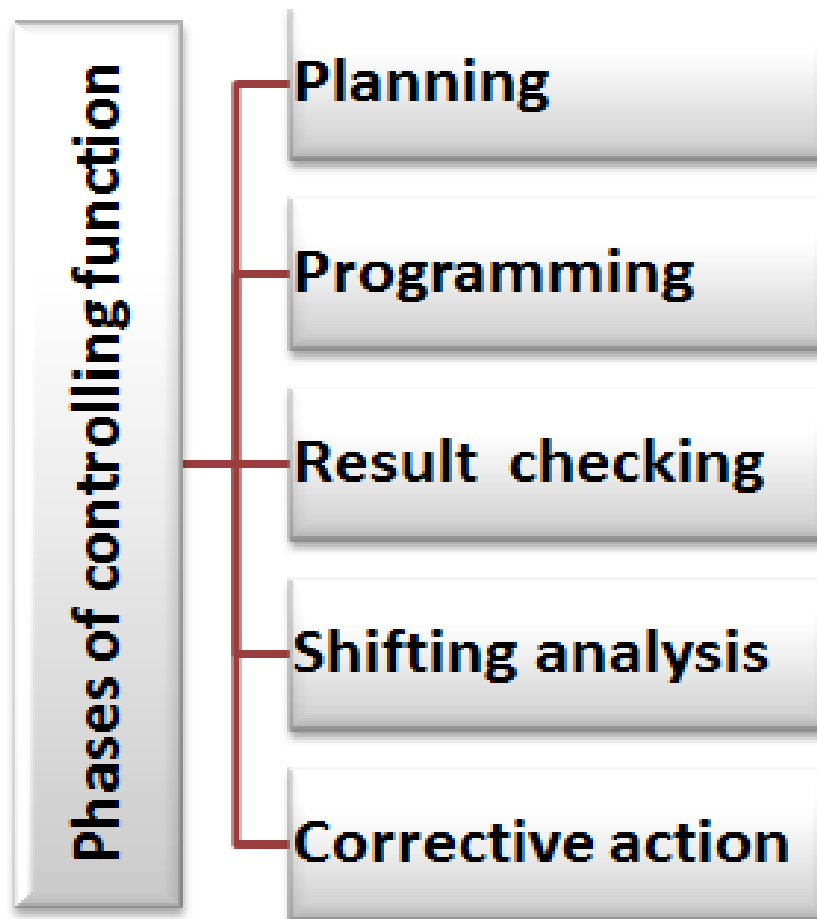 Phases of controlling function
Planning
Programming
Result checking
Shifting analysis
Corrective action